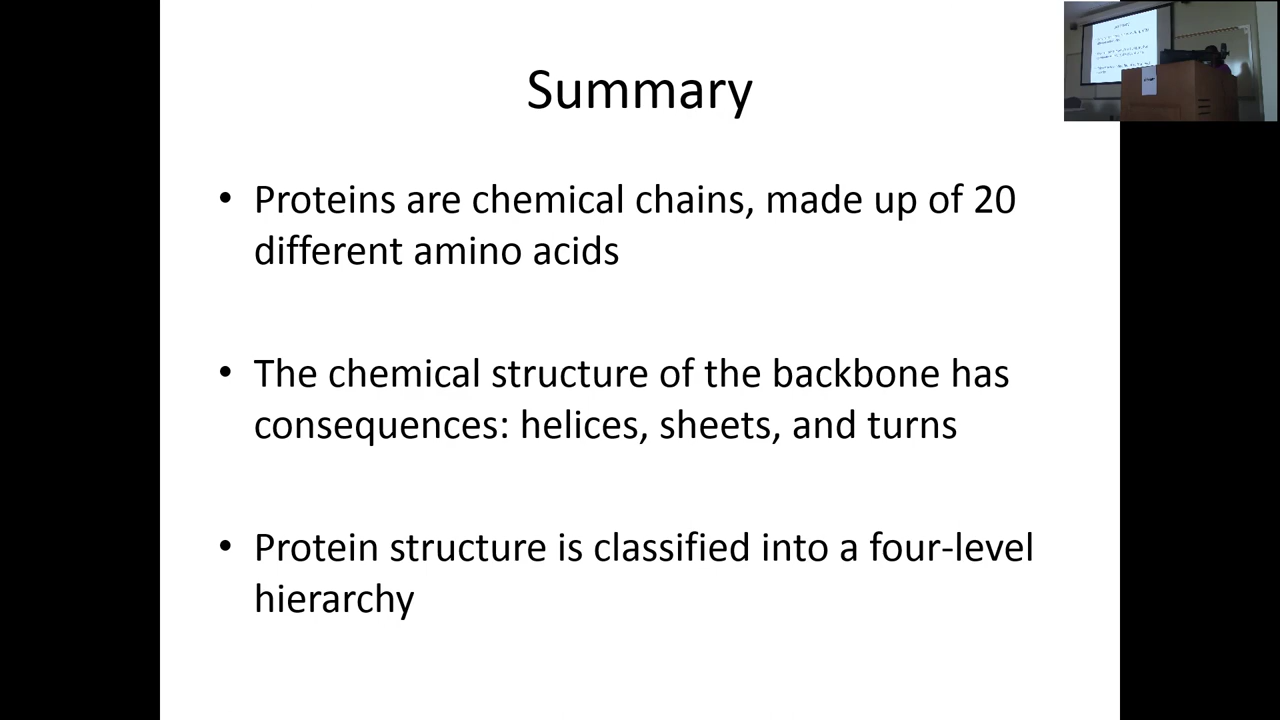 Summary
• Proteins are chemical chains, made up of 20
different amino acids
• The chemical structure of the backbone has
consequences: helices, sheets, and turns
• Protein structure is classified into a four-level
hierarchy